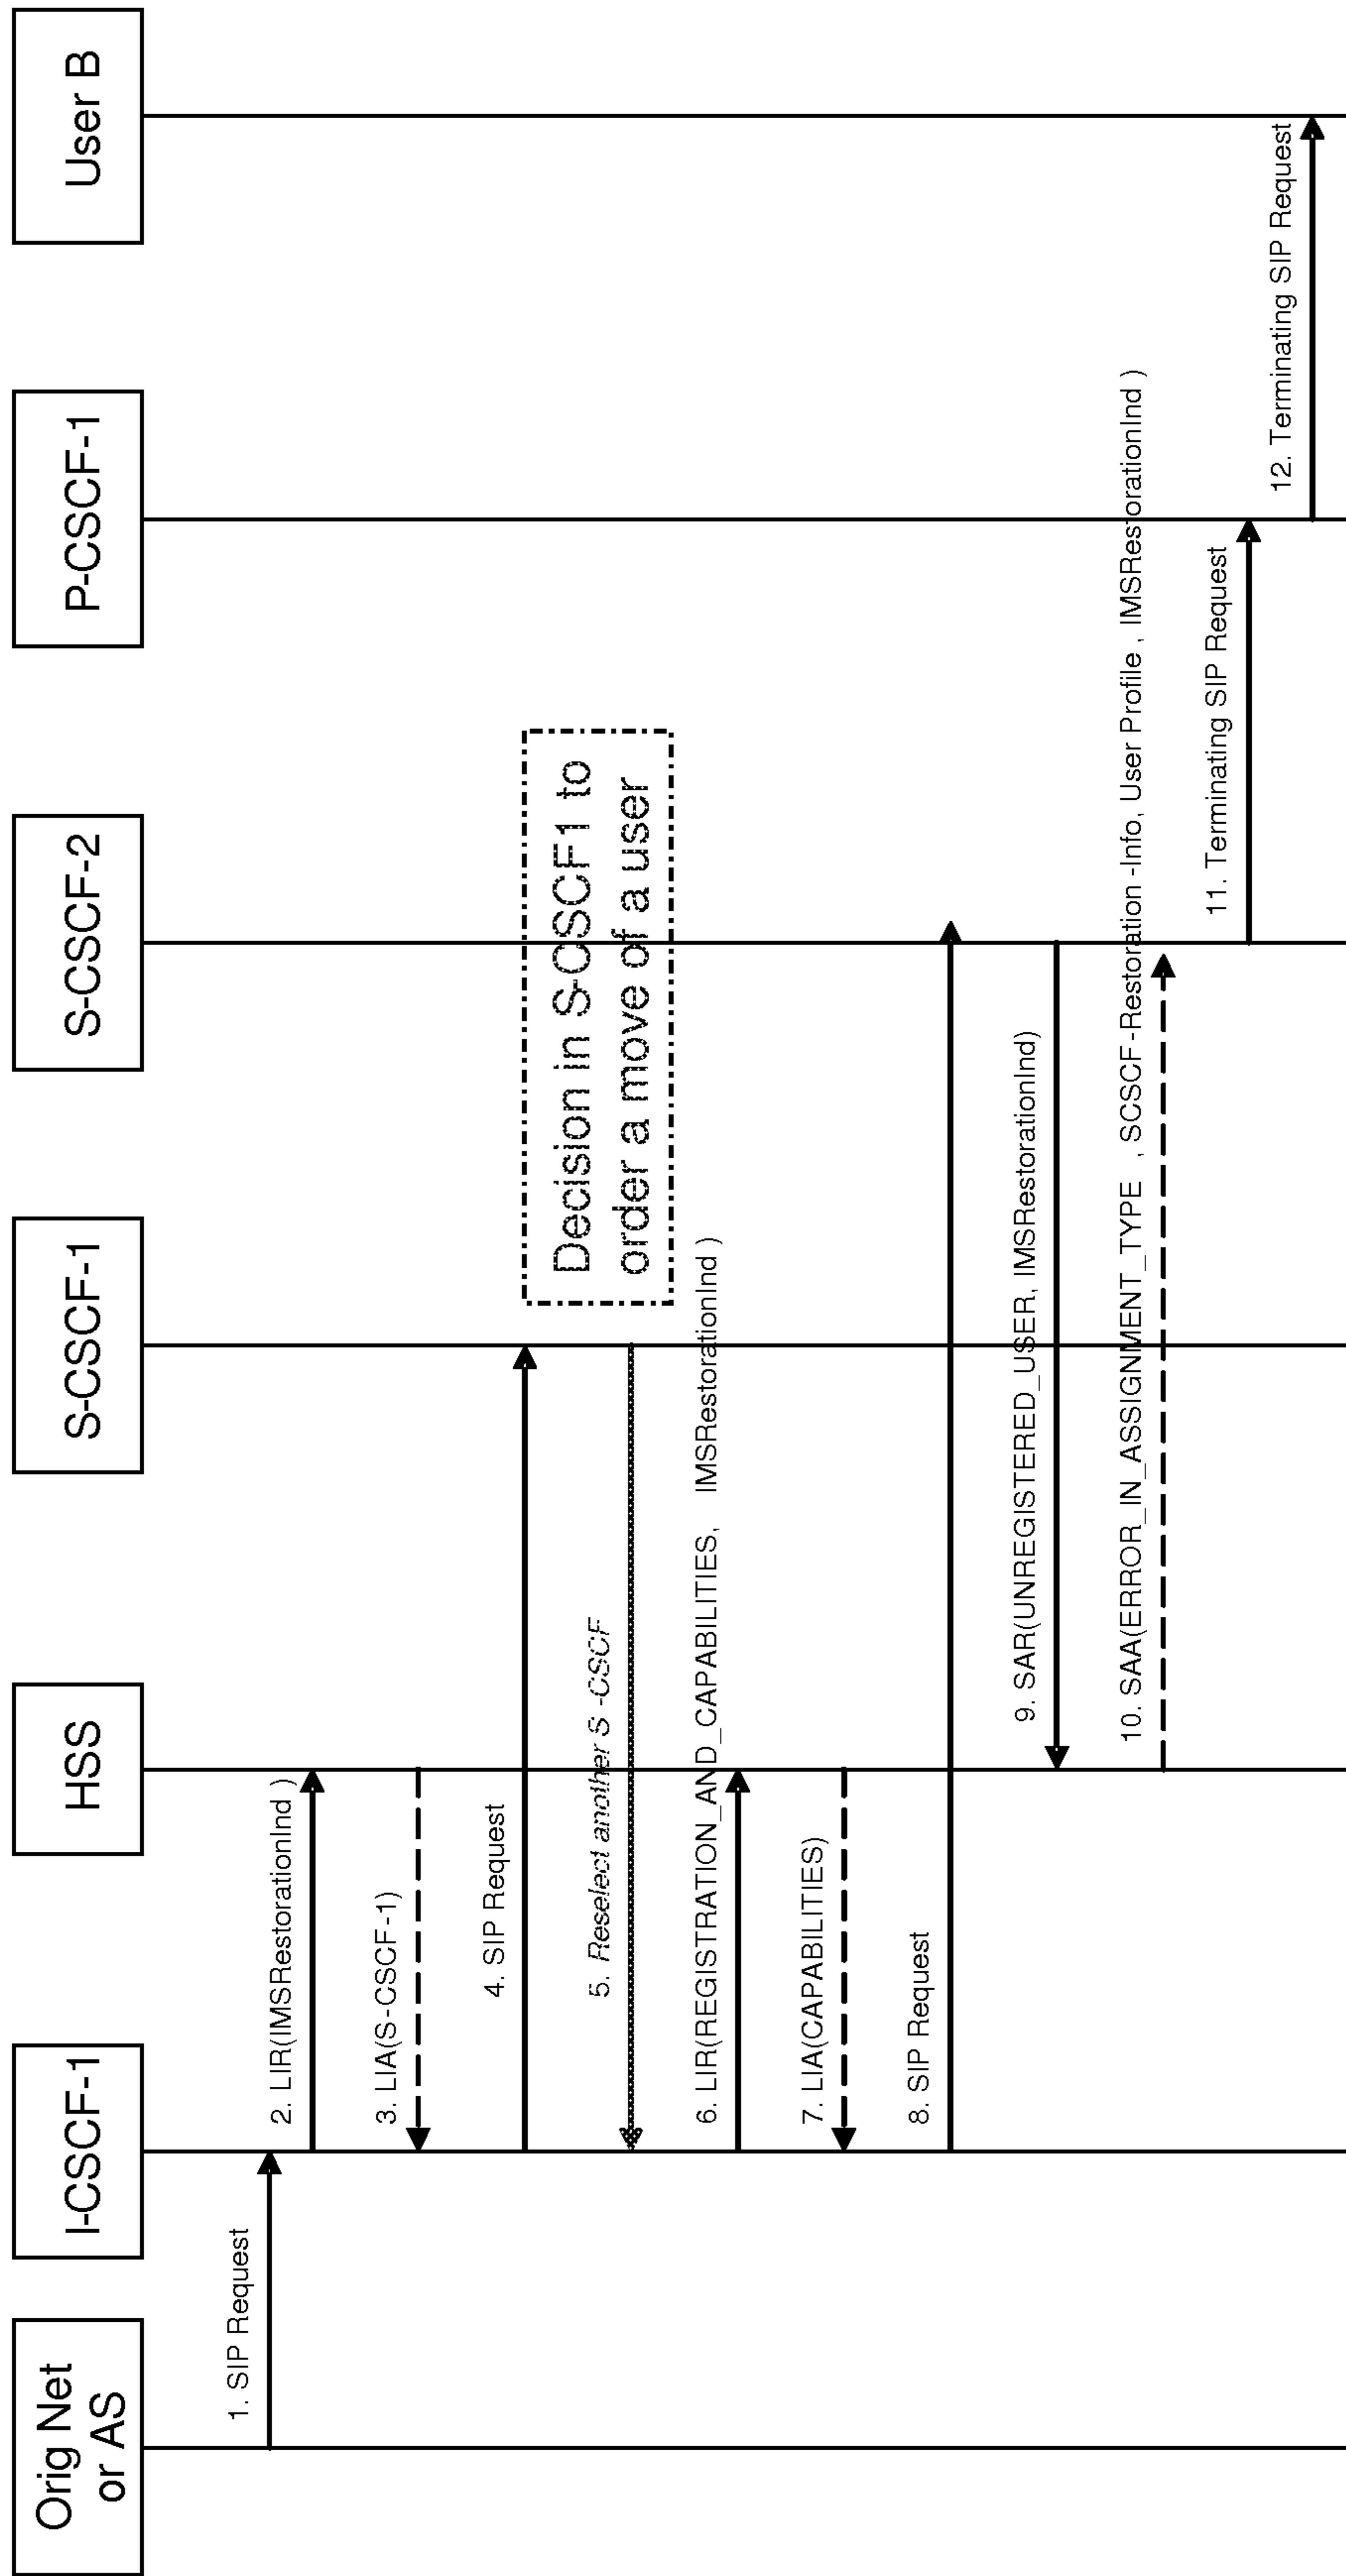 Orig Net
or AS
I-CSCF-1
HSS
S-CSCF-1
S-CSCF-2
P-CSCF-1
User B
1. SIP Request
2. LIR(IMSRestorationInd )
3. LIA(S-CSCF-1)
4. SIP Request
Decision in S-CSCF1 to
order a move of a user
5. Reselect another S -CSCF
6. LIR(REGISTRATION_AND_CAPABILITIES, IMSRestorationInd )
7. LIA(CAPABILITIES)
8. SIP Request
9. SAR(UNREGISTERED_USER, IMSRestorationInd)
10. SAA(ERROR_IN_ASSIGNMENT_TYPE , SCSCF-Restoration -Info, User Profile , IMSRestorationInd )
11. Terminating SIP Request
12. Terminating SIP Request